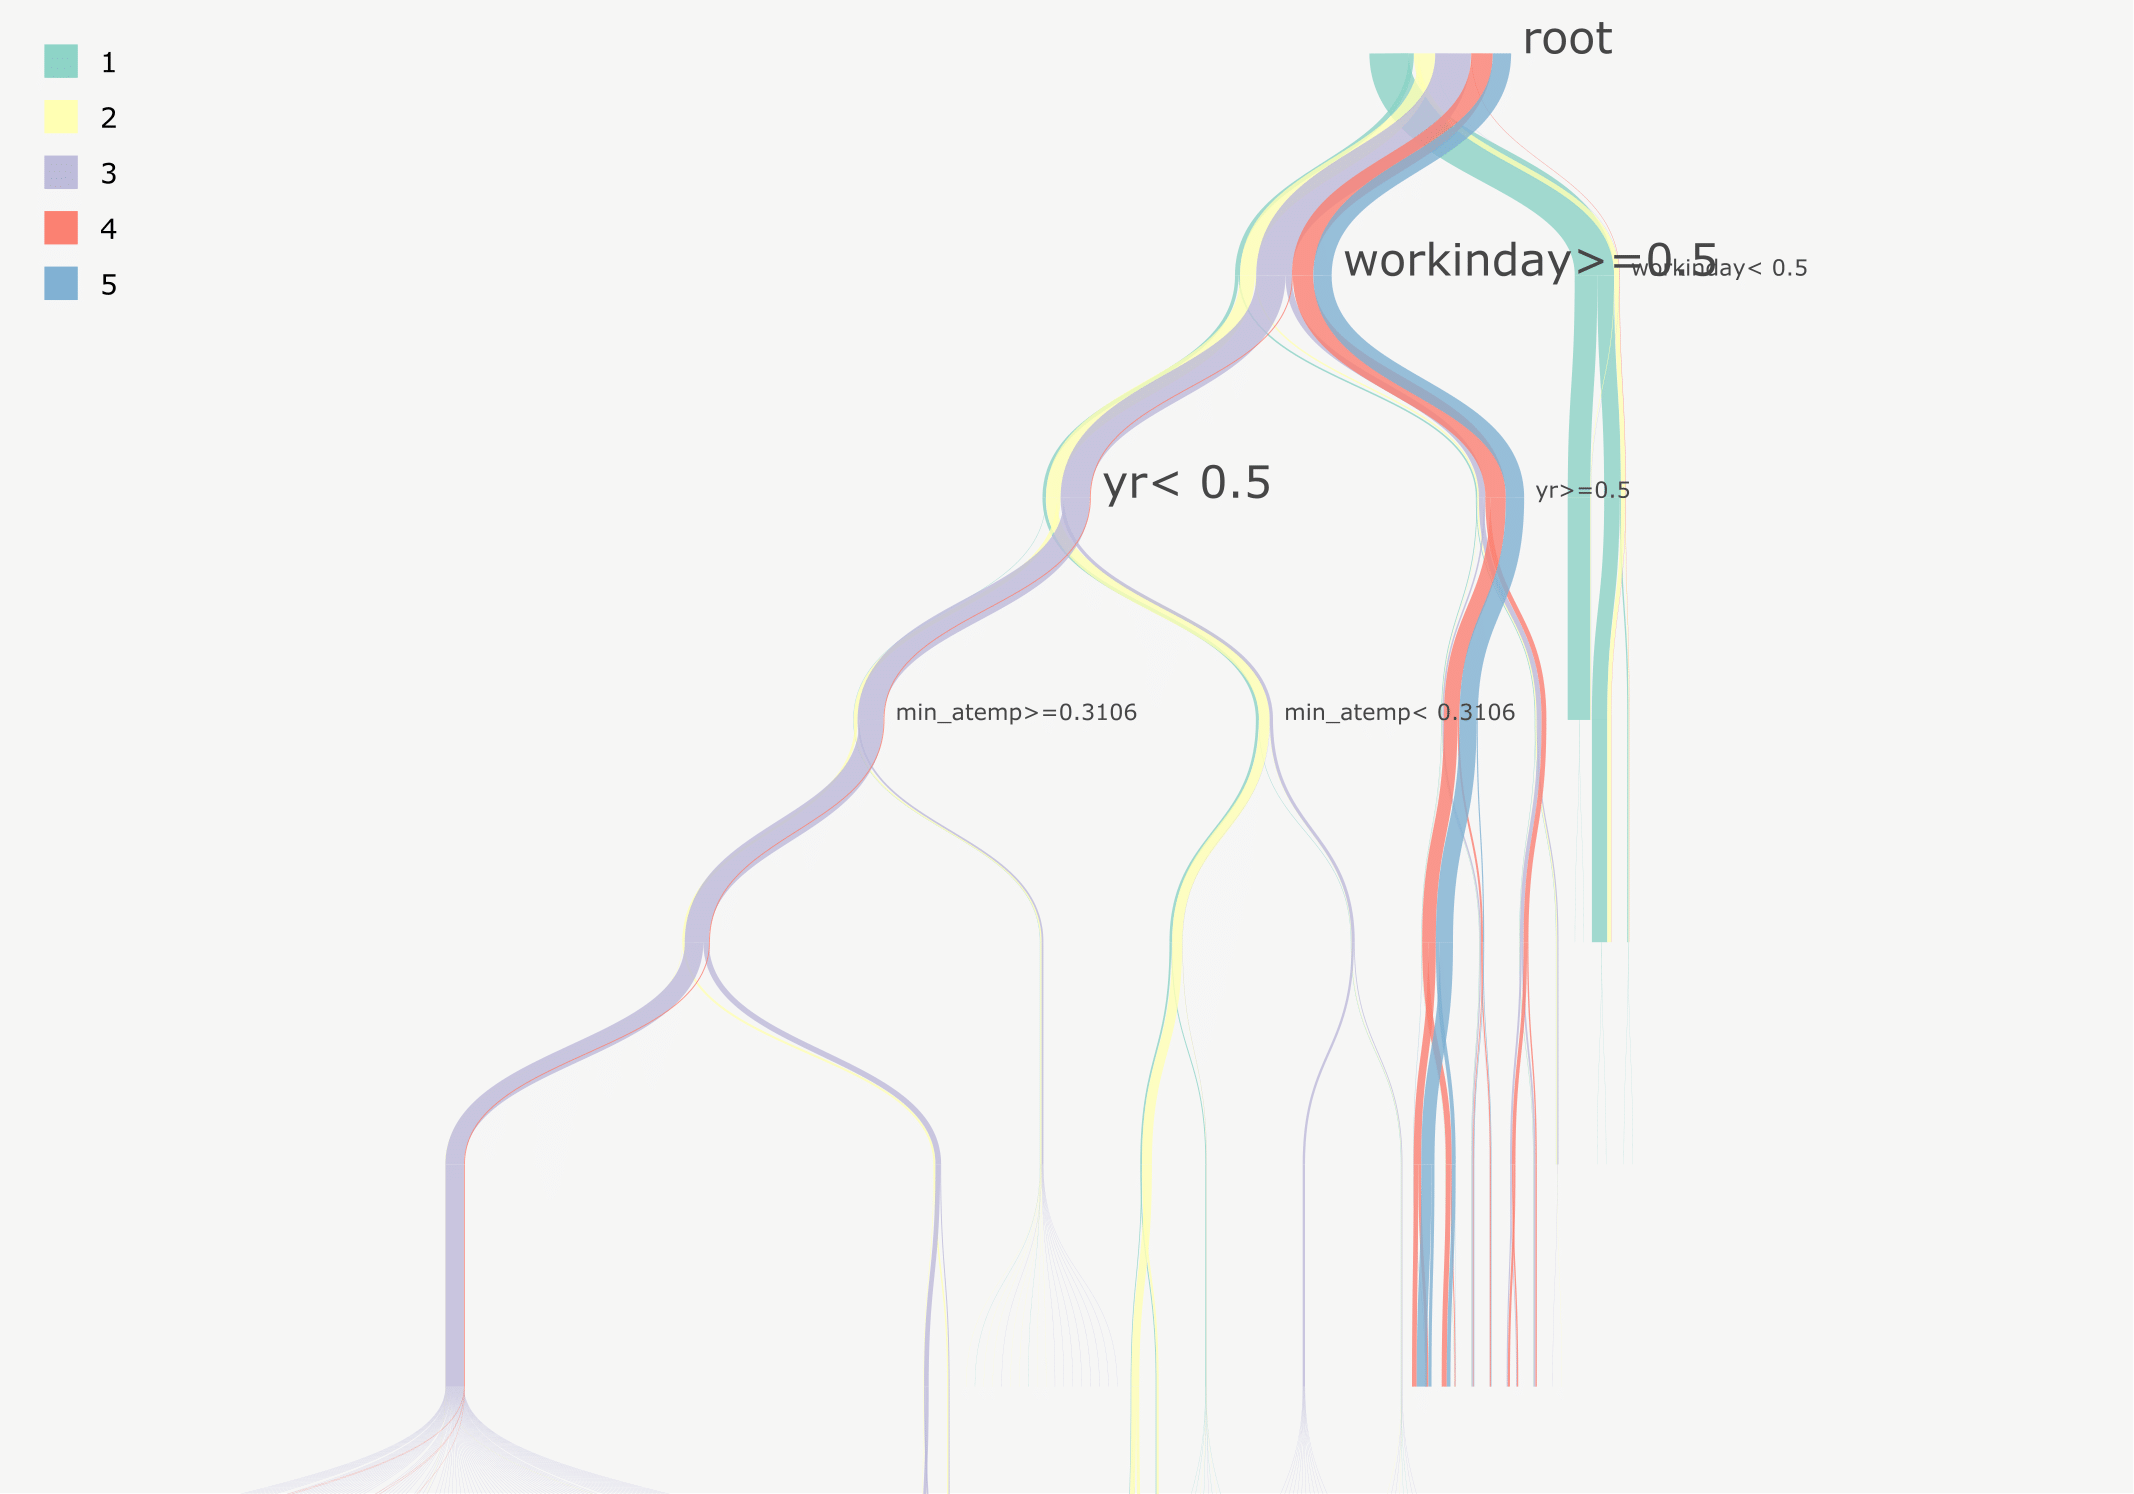 root
1
2
3
4
5
workinday>=0.5
workinday< 0.5
yr< 0.5
yr>=0.5
min_atemp>=0.3106
min_atemp< 0.3106